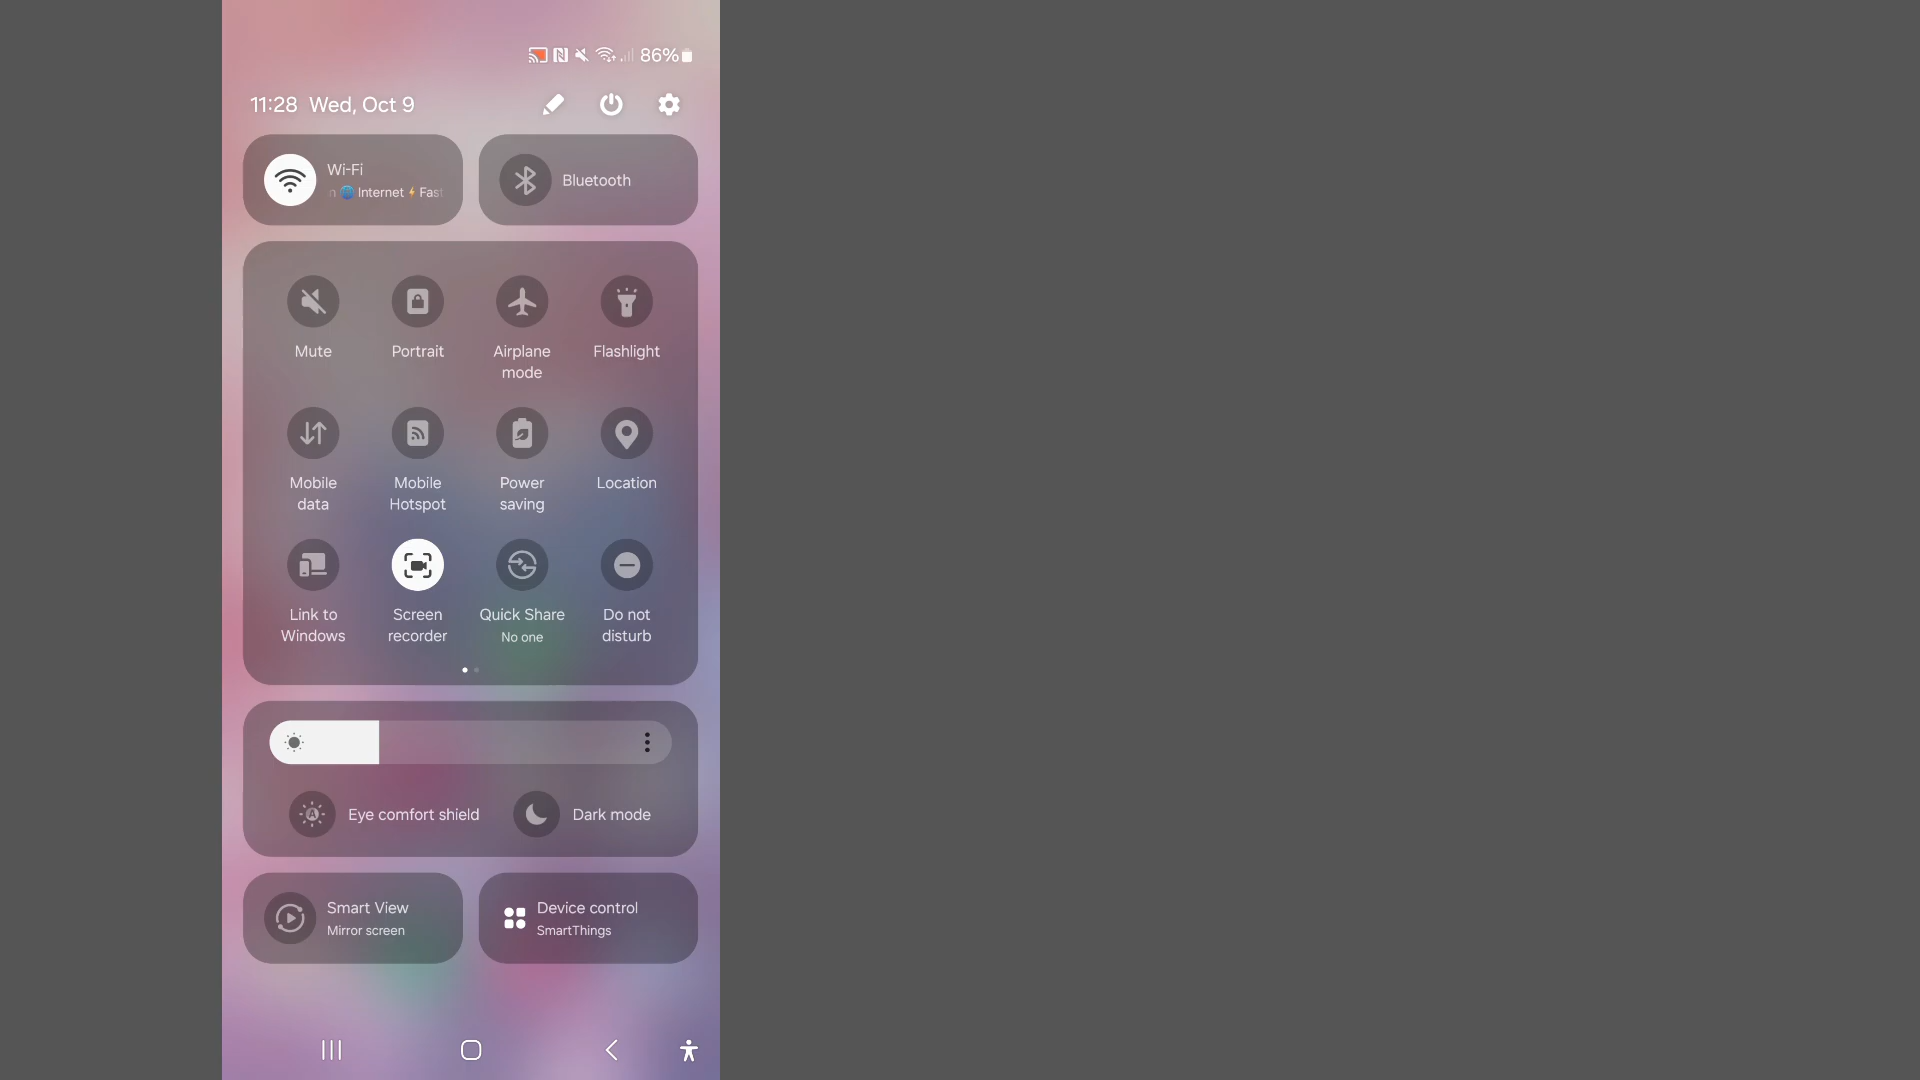 86%
11:28 Wed, Oct 9
Wi-Fi
n 🌐 Internet ⚡ Fast
Bluetooth
Mute
Portrait
Airplane
mode
Flashlight
Mobile
data
Mobile
Hotspot
Power
saving
Location
Link to
Windows
Screen
recorder
Quick Share
No one
Do not
disturb
Eye comfort shield
Dark mode
Smart View
Mirror screen
Device control
SmartThings